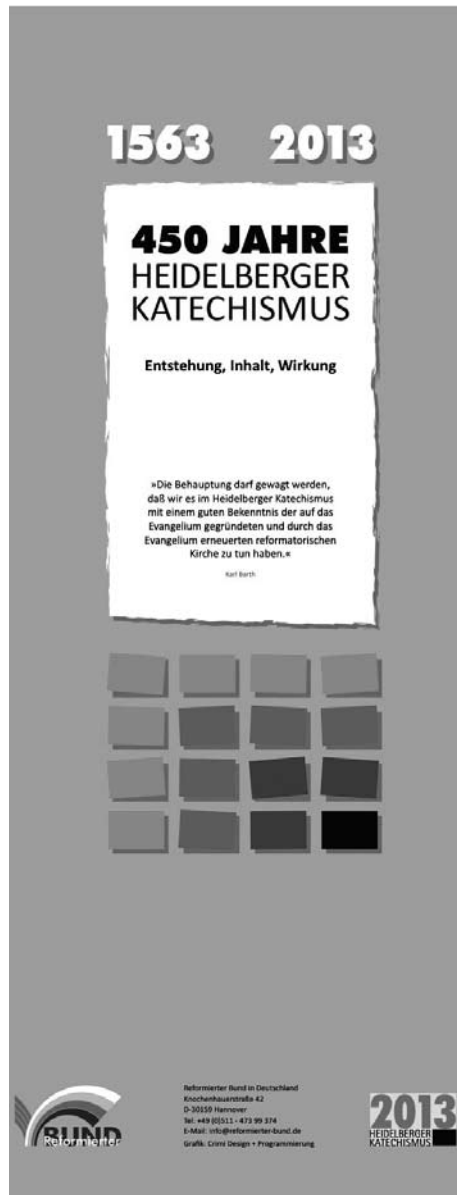 1563 2013
450 JAHRE
HEIDELBERGER
KATECHISMUS
Entstehung, Inhalt, Wirkung
»Die Behauptung darf gewagt werden,
daß wir es im Heidelberger Katechismus
mit einem guten Bekenntnis der auf das
Evangelium gegründeten und durch das
Evangelium erneuerten reformatorischen
Kirche zu tun haben.«
Karl Barth
BUND
Reformierter
Reformierter Bund in Deutschland
Knochenhauerstraße 42
D-30159 Hannover
Tel: +49 (0)511 - 473 99 374
E-Mail: info@reformierter-bund.de
Grafik: Crimi Design + Programmierung
2013
HEIDELBERGER
KATECHISMUS